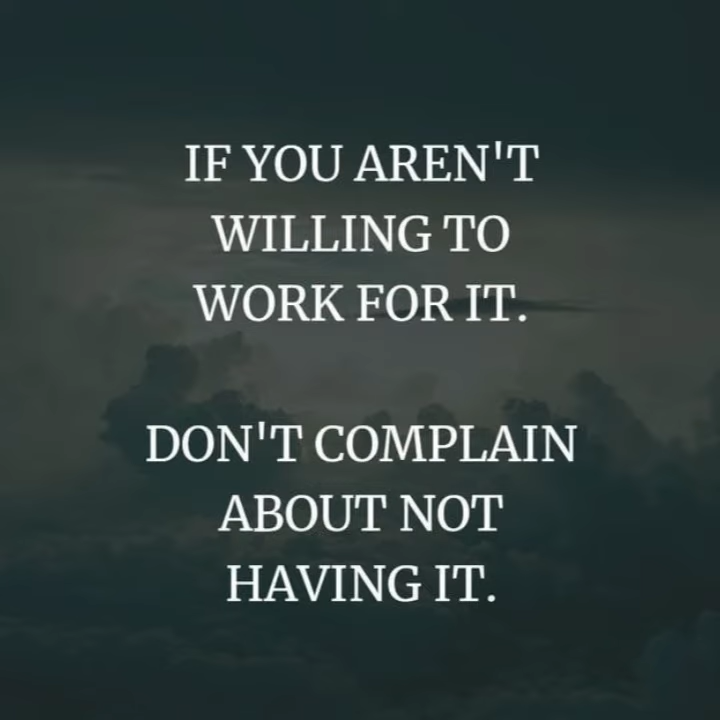 IF YOU AREN'T
WILLING TO
WORK FOR IT.
DON'T COMPLAIN
ABOUT NOT
HAVING IT.